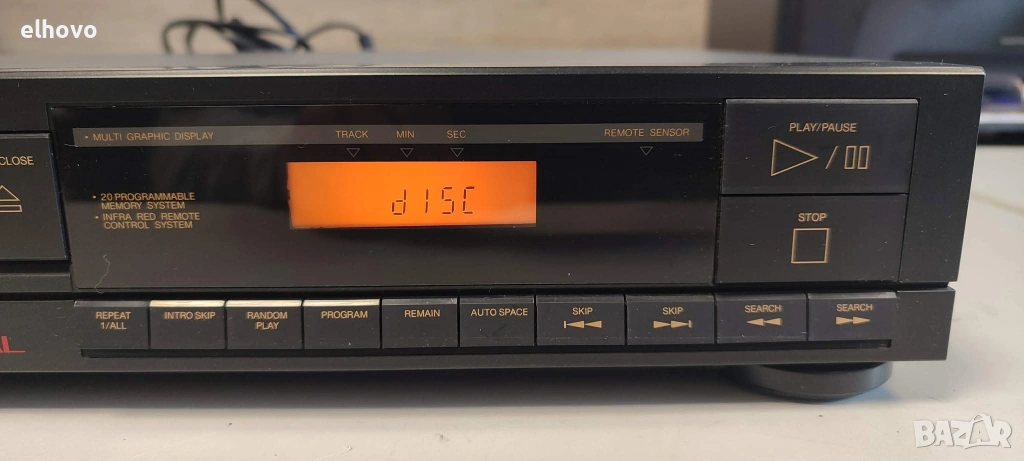 elhovo
CLOSE
• MULTI GRAPHIC DISPLAY
TRACK MIN SEC
REMOTE SENSOR
• 20 PROGRAMMABLE
MEMORY SYSTEM
• INFRA RED REMOTE
CONTROL SYSTEM
dISC
PLAY/PAUSE
STOP
REPEAT
1/ALL
INTRO SKIP
RANDOM
PLAY
PROGRAM
REMAIN
AUTO SPACE
SKIP
SKIP
SEARCH
SEARCH
BAZAR